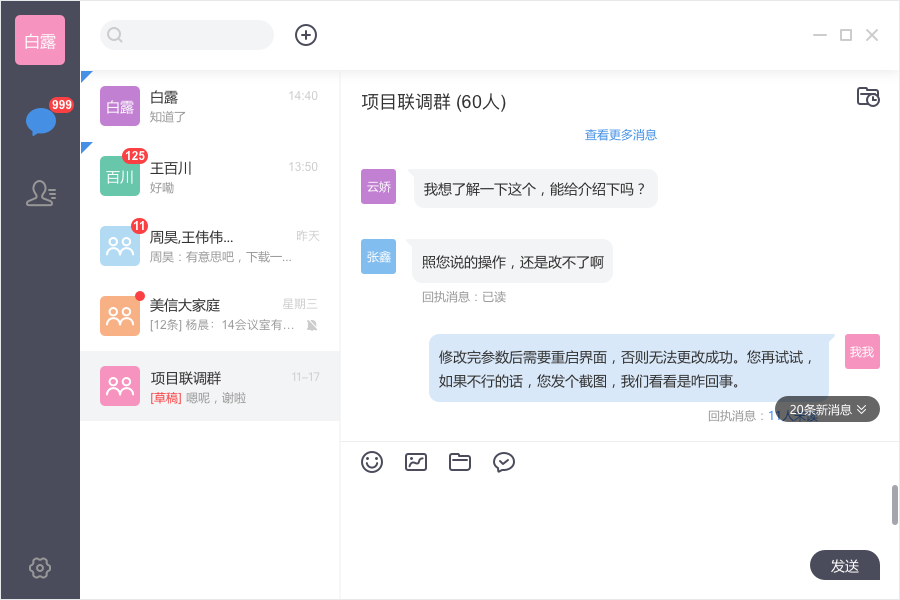 白露
999
白露
白露
14:40
知道了
125
百川
王百川
13:50
好嘞
11
周昊,王伟伟...
昨天
周昊：有意思吧，下载一...
美信大家庭
星期三
[12条] 杨晨：14会议室有...
项目联调群
11-17
[草稿] 嗯呢，谢啦
项目联调群 (60人)
查看更多消息
云娇
我想了解一下这个，能给介绍下吗？
张鑫
照您说的操作，还是改不了啊
回执消息：已读
我我
修改完参数后需要重启界面，否则无法更改成功。您再试试，
如果不行的话，您发个截图，我们看看是咋回事。
回执消息：11人
20条新消息
发送